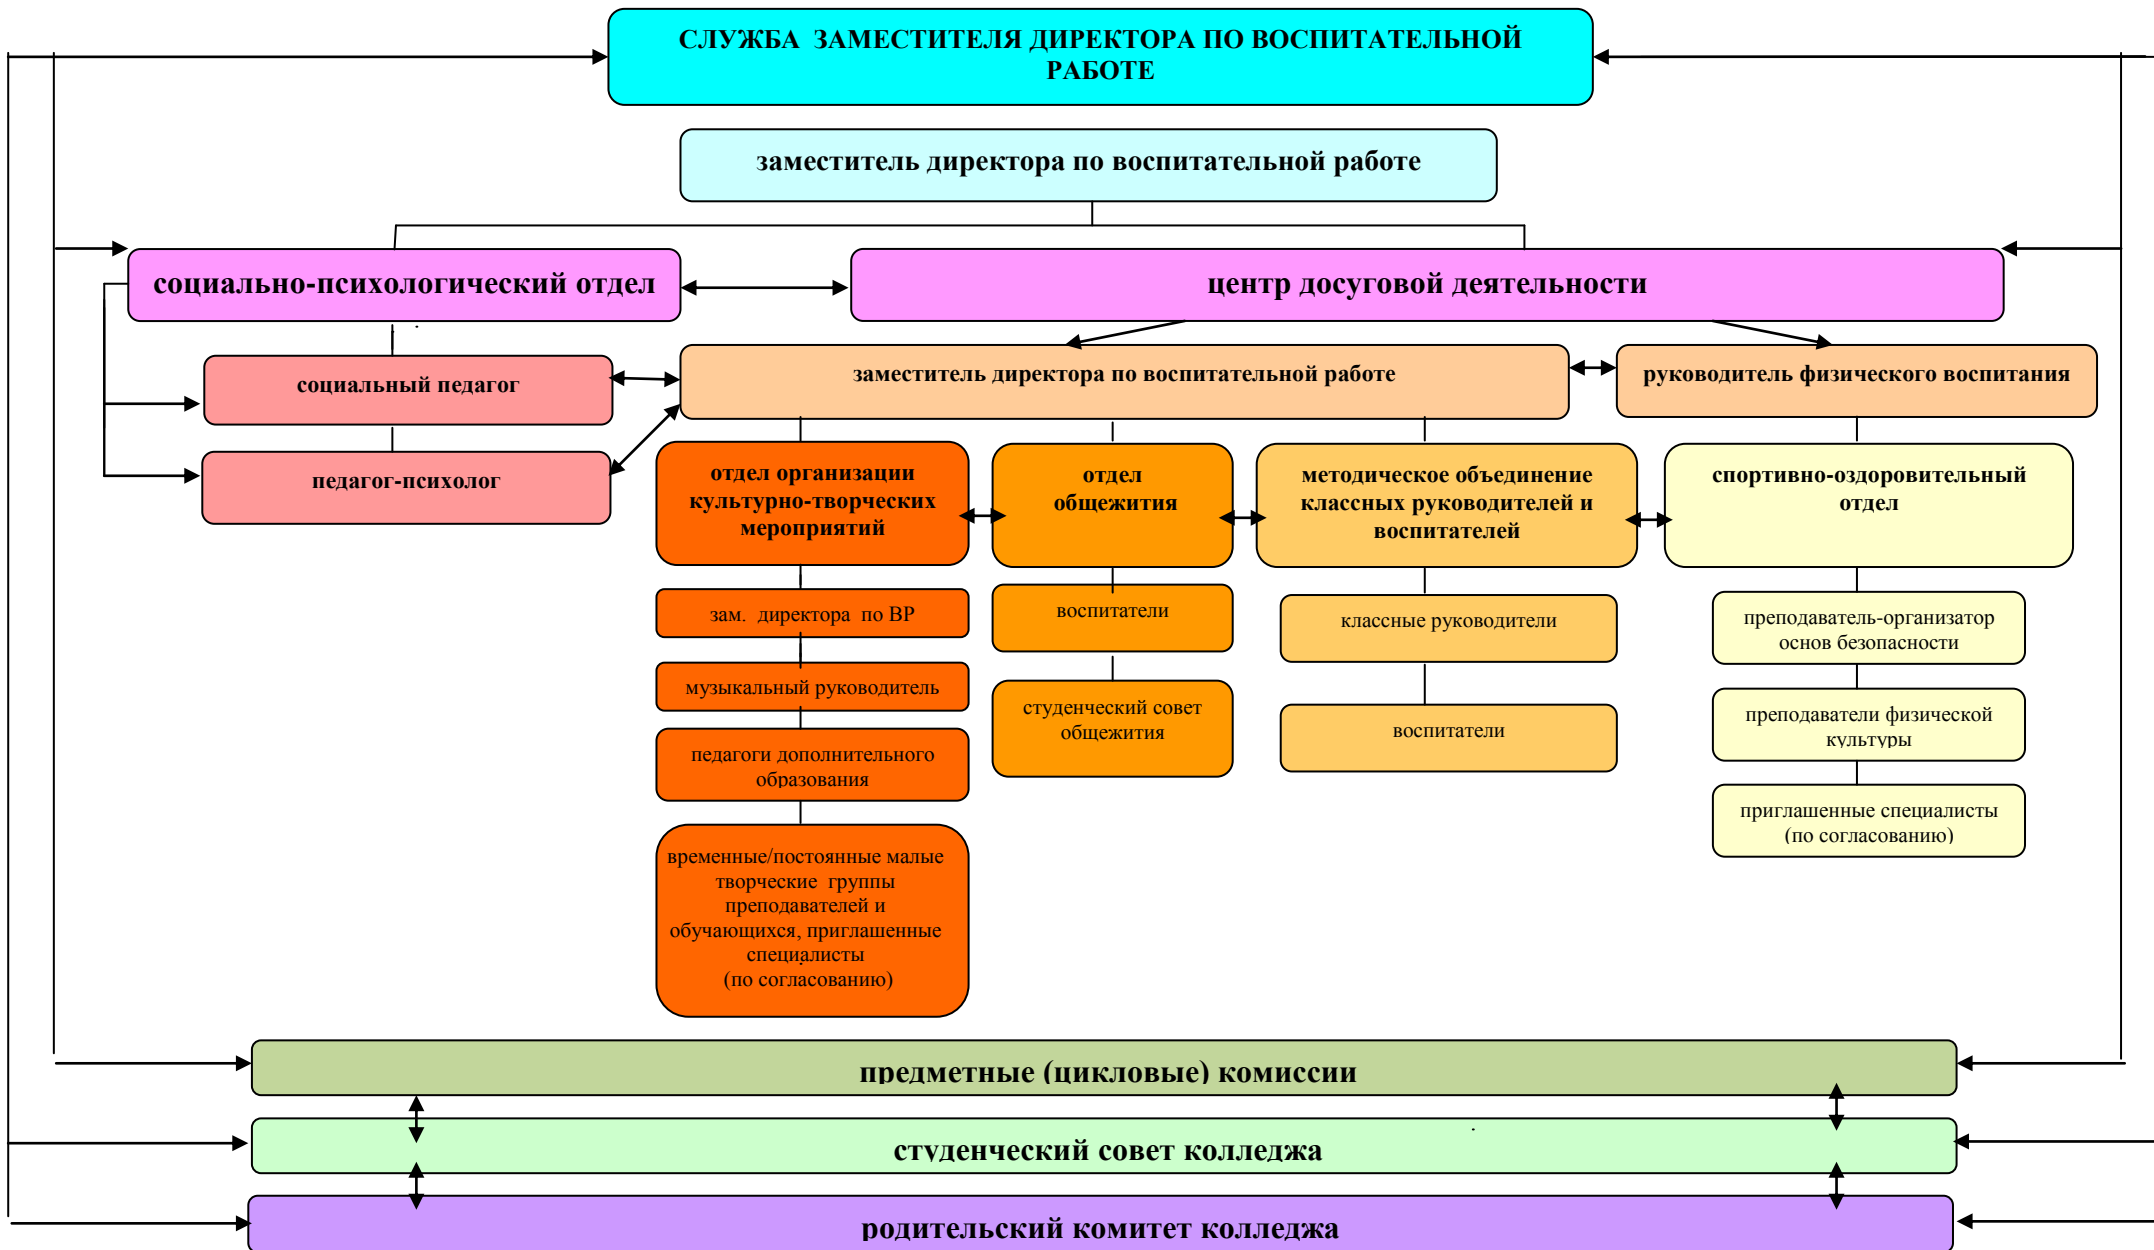 СЛУЖБА ЗАМЕСТИТЕЛЯ ДИРЕКТОРА ПО ВОСПИТАТЕЛЬНОЙ
РАБОТЕ
заместитель директора по воспитательной работе
социально-психологический отдел
центр досуговой деятельности
социальный педагог
заместитель директора по воспитательной работе
руководитель физического воспитания
педагог-психолог
отдел организации
культурно-творческих
мероприятий
отдел
общежития
методическое объединение
классных руководителей и
воспитателей
спортивно-оздоровительный
отдел
зам. директора по ВР
музыкальный руководитель
педагоги дополнительного
образования
временные/постоянные малые
творческие группы
преподавателей и
обучающихся, приглашенные
специалисты
(по согласованию)
воспитатели
студенческий совет
общежития
классные руководители
воспитатели
преподаватель-организатор
основ безопасности
преподаватели физической
культуры
приглашенные специалисты
(по согласованию)
предметные (цикловые) комиссии
студенческий совет колледжа
родительский комитет колледжа